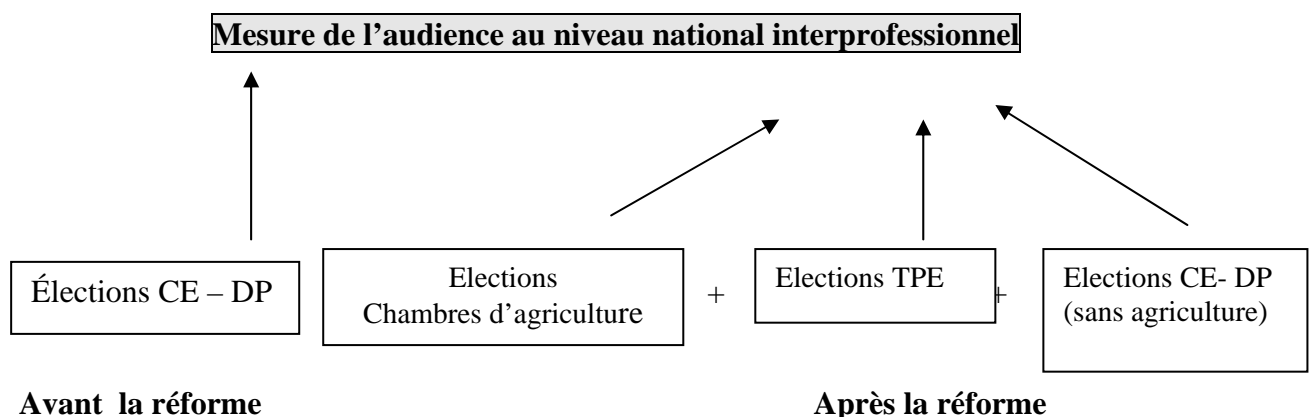 Mesure de l’audience au niveau national interprofessionnel
Élections CE – DP
Elections
Chambres d’agriculture
+
Elections TPE
+
Elections CE- DP
(sans agriculture)
Avant la réforme
Après la réforme